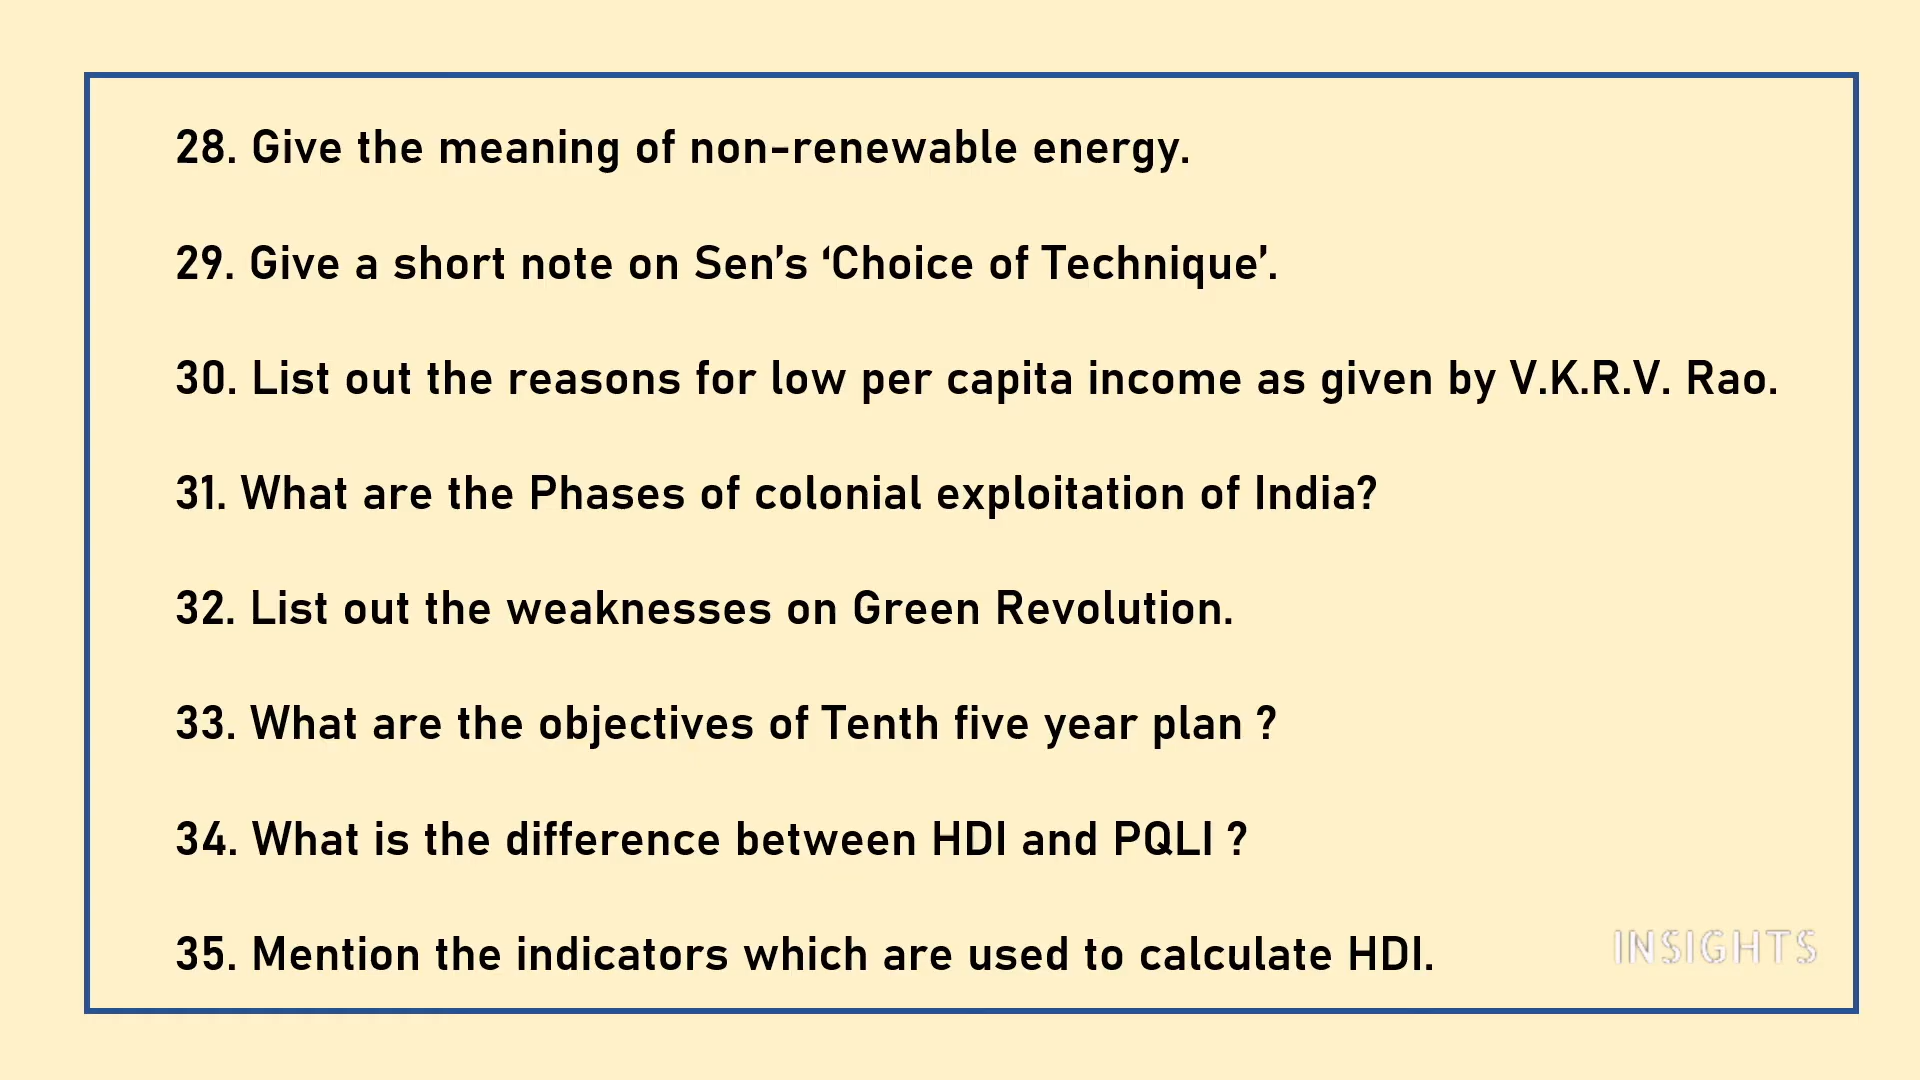 28. Give the meaning of non-renewable energy.
29. Give a short note on Sen’s ‘Choice of Technique’.
30. List out the reasons for low per capita income as given by V.K.R.V. Rao.
31. What are the Phases of colonial exploitation of India?
32. List out the weaknesses on Green Revolution.
33. What are the objectives of Tenth five year plan ?
34. What is the difference between HDI and PQLI ?
35. Mention the indicators which are used to calculate HDI.
INSIGHTS